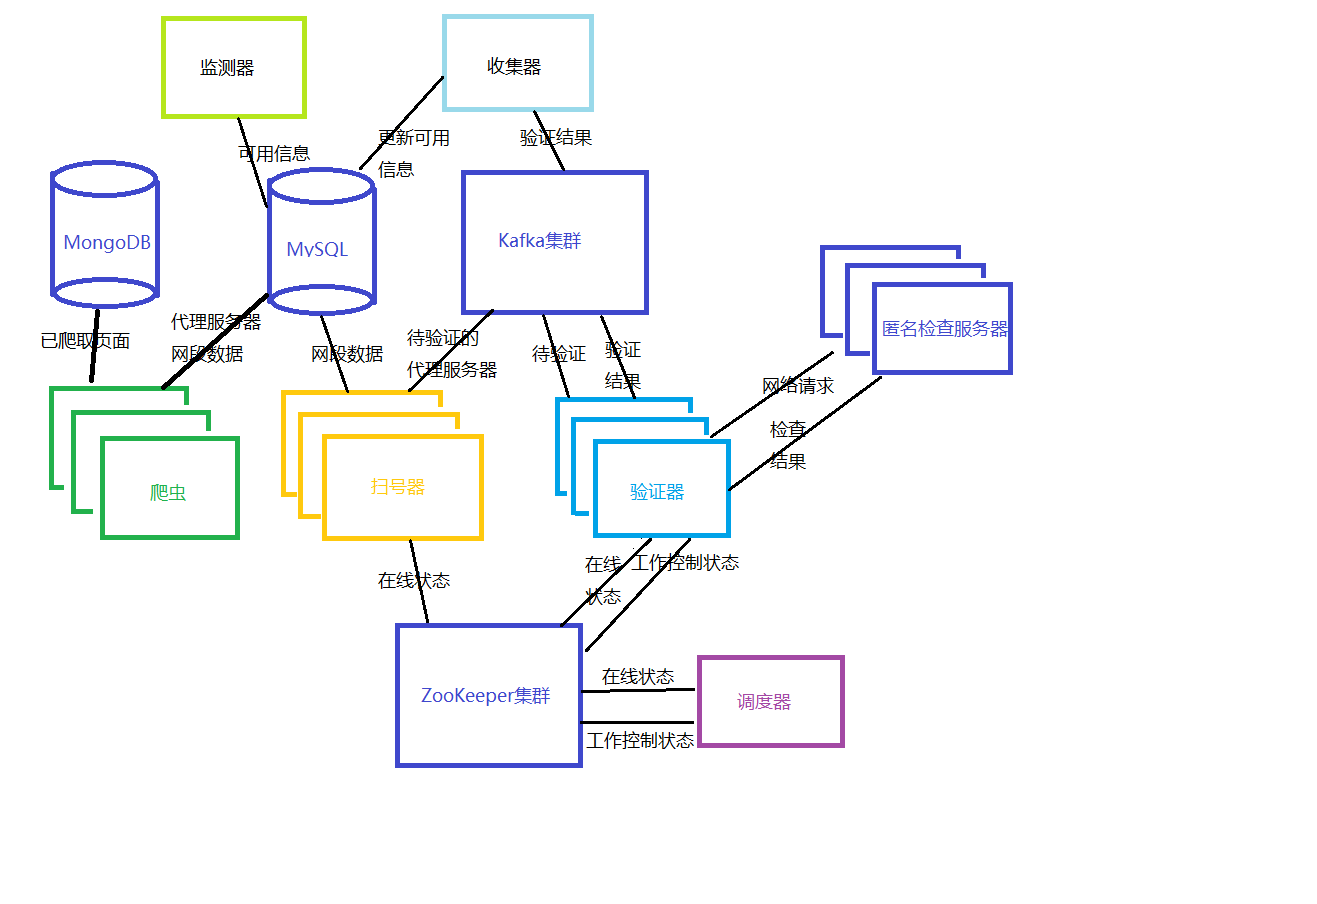 监测器
收集器
更新可用
信息
验证结果
可用信息
MongoDB
MySQL
Kafka集群
匿名检查服务器
已爬取页面
代理服务器
网段数据
网段数据
待验证的
代理服务器
待验证
验证
结果
网络请求
检查
结果
爬虫
扫号器
验证器
在线状态
在线
状态
工作控制状态
ZooKeeper集群
在线状态
工作控制状态
调度器